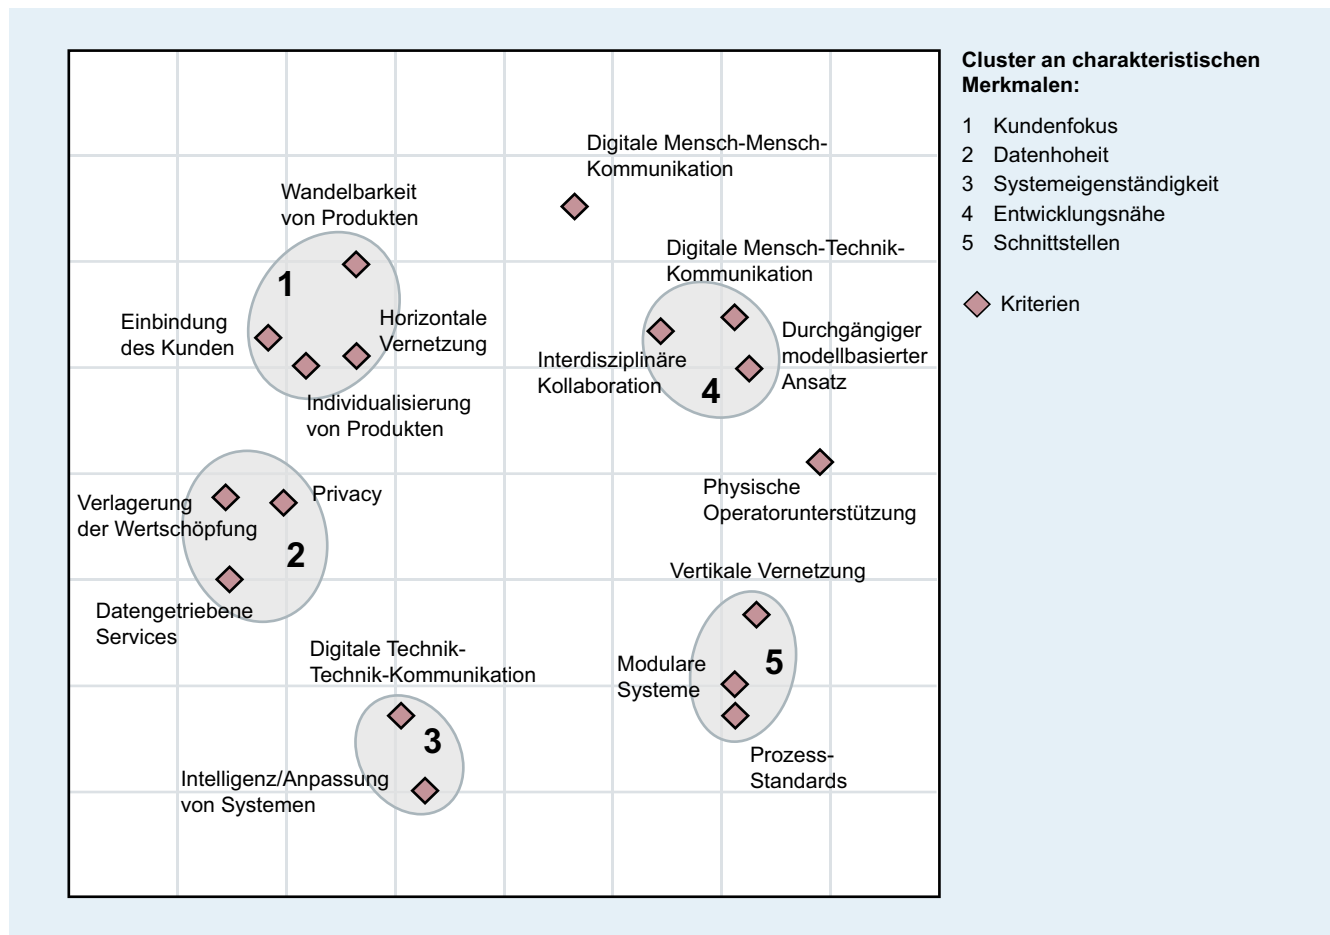 Cluster an charakteristischen
Merkmalen:
1 Kundenfokus
2 Datenhoheit
3 Systemeigenständigkeit
4 Entwicklungsnähe
5 Schnittstellen
Kriterien
Digitale Mensch-Mensch-
Kommunikation
Wandelbarkeit
von Produkten
1
Einbindung
des Kunden
Horizontale
Vernetzung
Individualisierung
von Produkten
Digitale Mensch-Technik-
Kommunikation
Interdisziplinäre
Kollaboration
Durchgängiger
modellbasierter
Ansatz
4
Verlagerung
der Wertschöpfung
Privacy
2
Datengetriebene
Services
Physische
Operatorunterstützung
Vertikale Vernetzung
Modulare
Systeme
5
Prozess-
Standards
Digitale Technik-
Technik-Kommunikation
3
Intelligenz/Anpassung
von Systemen